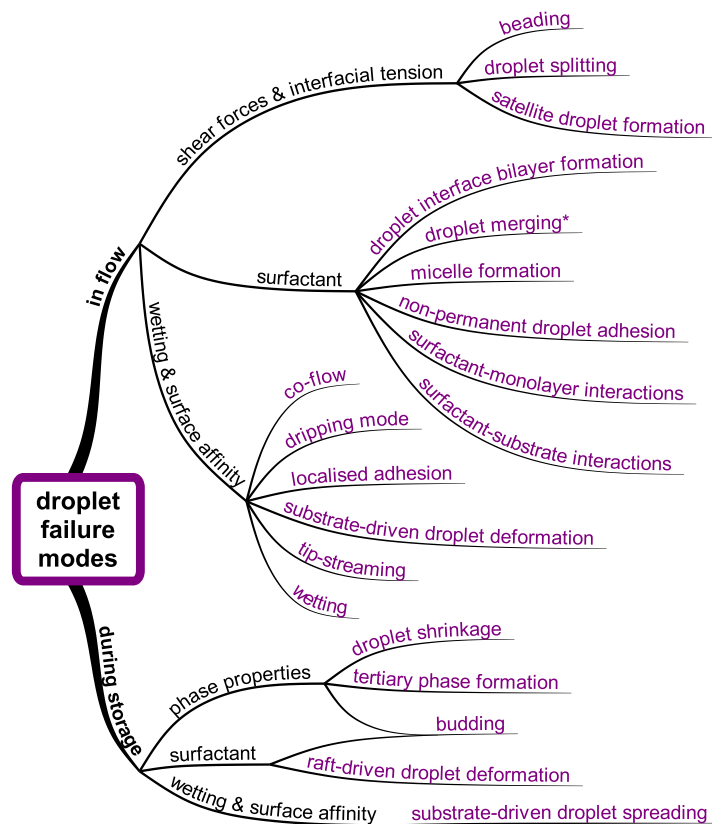 beading
droplet splitting
satellite droplet formation
shear forces & interfacial tension
droplet interface bilayer formation
droplet merging*
micelle formation
non-permanent droplet adhesion
surfactant-monolayer interactions
surfactant-substrate interactions
surfactant
in flow
wetting & surface affinity
co-flow
dripping mode
localised adhesion
substrate-driven droplet deformation
tip-streaming
wetting
droplet
failure
modes
during storage
phase properties
droplet shrinkage
tertiary phase formation
budding
surfactant
raft-driven droplet deformation
wetting & surface affinity
substrate-driven droplet spreading